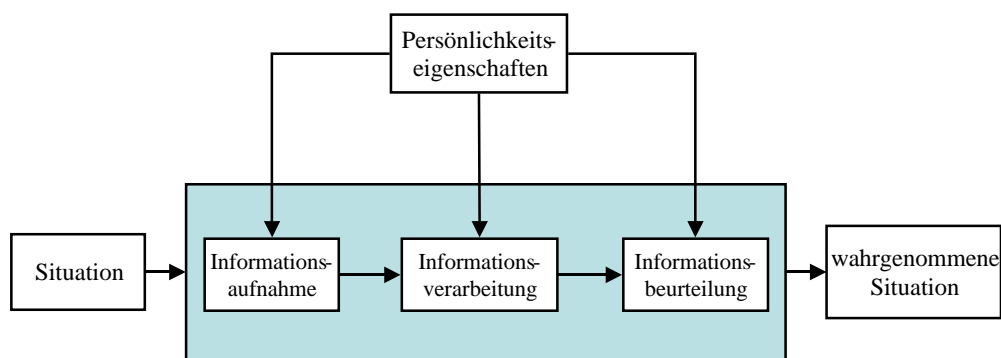 Persönlichkeits-
eigenschaften
Situation
Informations-
aufnahme
Informations-
verarbeitung
Informations-
beurteilung
wahrgenommene
Situation